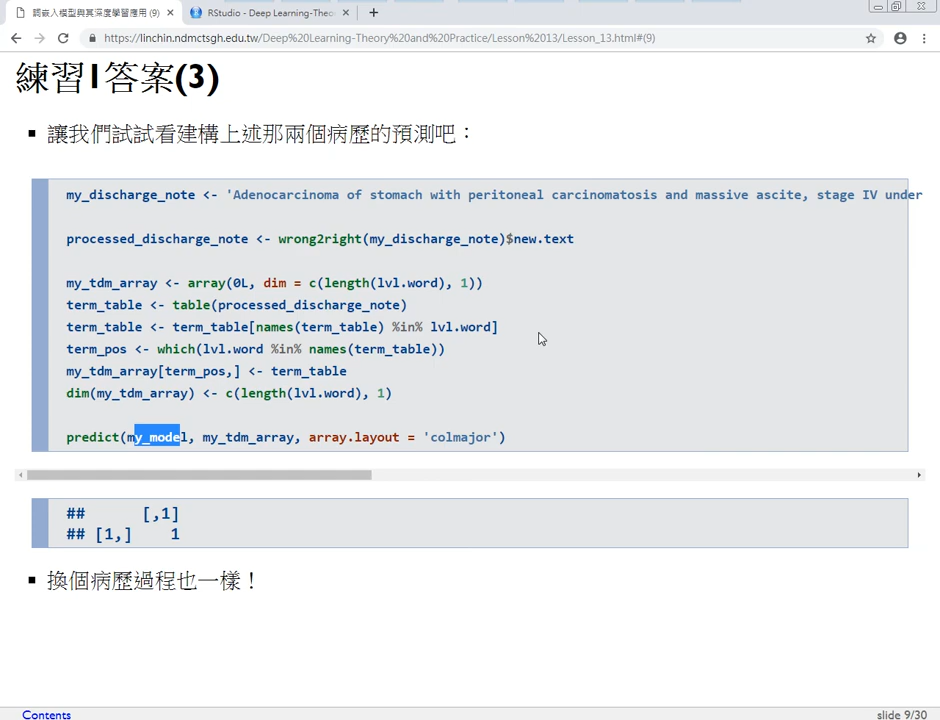 詞嵌入模型與其深度學習應用 (9)
RStudio - Deep Learning-Theo
https://linchin.ndmctsgh.edu.tw/Deep%20Learning-Theory%20and%20Practice/Lesson%2013/Lesson_13.html#(9)
練習1答案(3)
▪ 讓我們試試看建構上述那兩個病歷的預測吧：
my_discharge_note <- 'Adenocarcinoma of stomach with peritoneal carcinomatosis and massive ascite, stage IV under
processed_discharge_note <- wrong2right(my_discharge_note)$new.text
my_tdm_array <- array(0L, dim = c(length(lvl.word), 1))
term_table <- table(processed_discharge_note)
term_table <- term_table[names(term_table) %in% lvl.word]
term_pos <- which(lvl.word %in% names(term_table))
my_tdm_array[term_pos,] <- term_table
dim(my_tdm_array) <- c(length(lvl.word), 1)
predict(my_model, my_tdm_array, array.layout = 'colmajor')
## [,1]
## [1,] 1
▪ 換個病歷過程也一樣！
Contents
slide 9/30